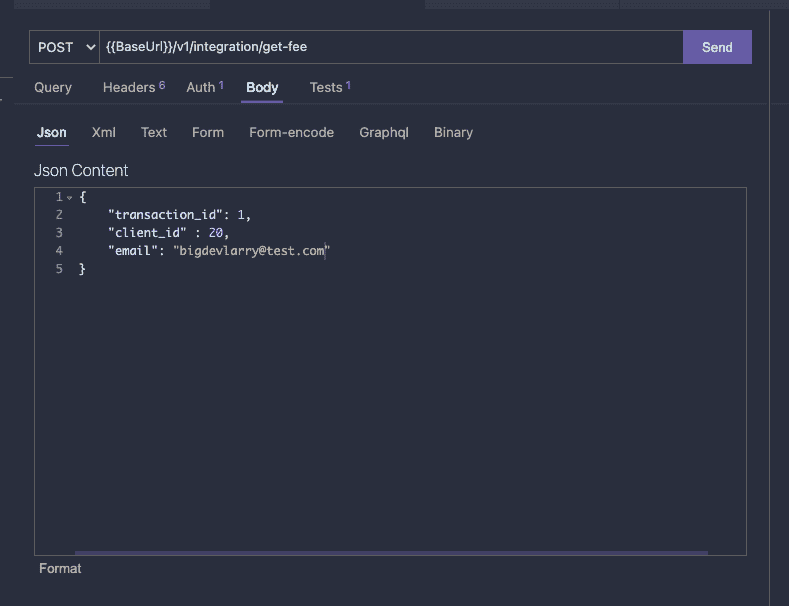 POST {{BaseUrl}}/v1/integration/get-fee Send
Query Headers 6 Auth 1 Body Tests 1
Json Xml Text Form Form-encode Graphql Binary
Json Content
1 {
2 "transaction_id": 1,
3 "client_id" : 20,
4 "email": "bigdevlarry@test.com"
5 }
Format